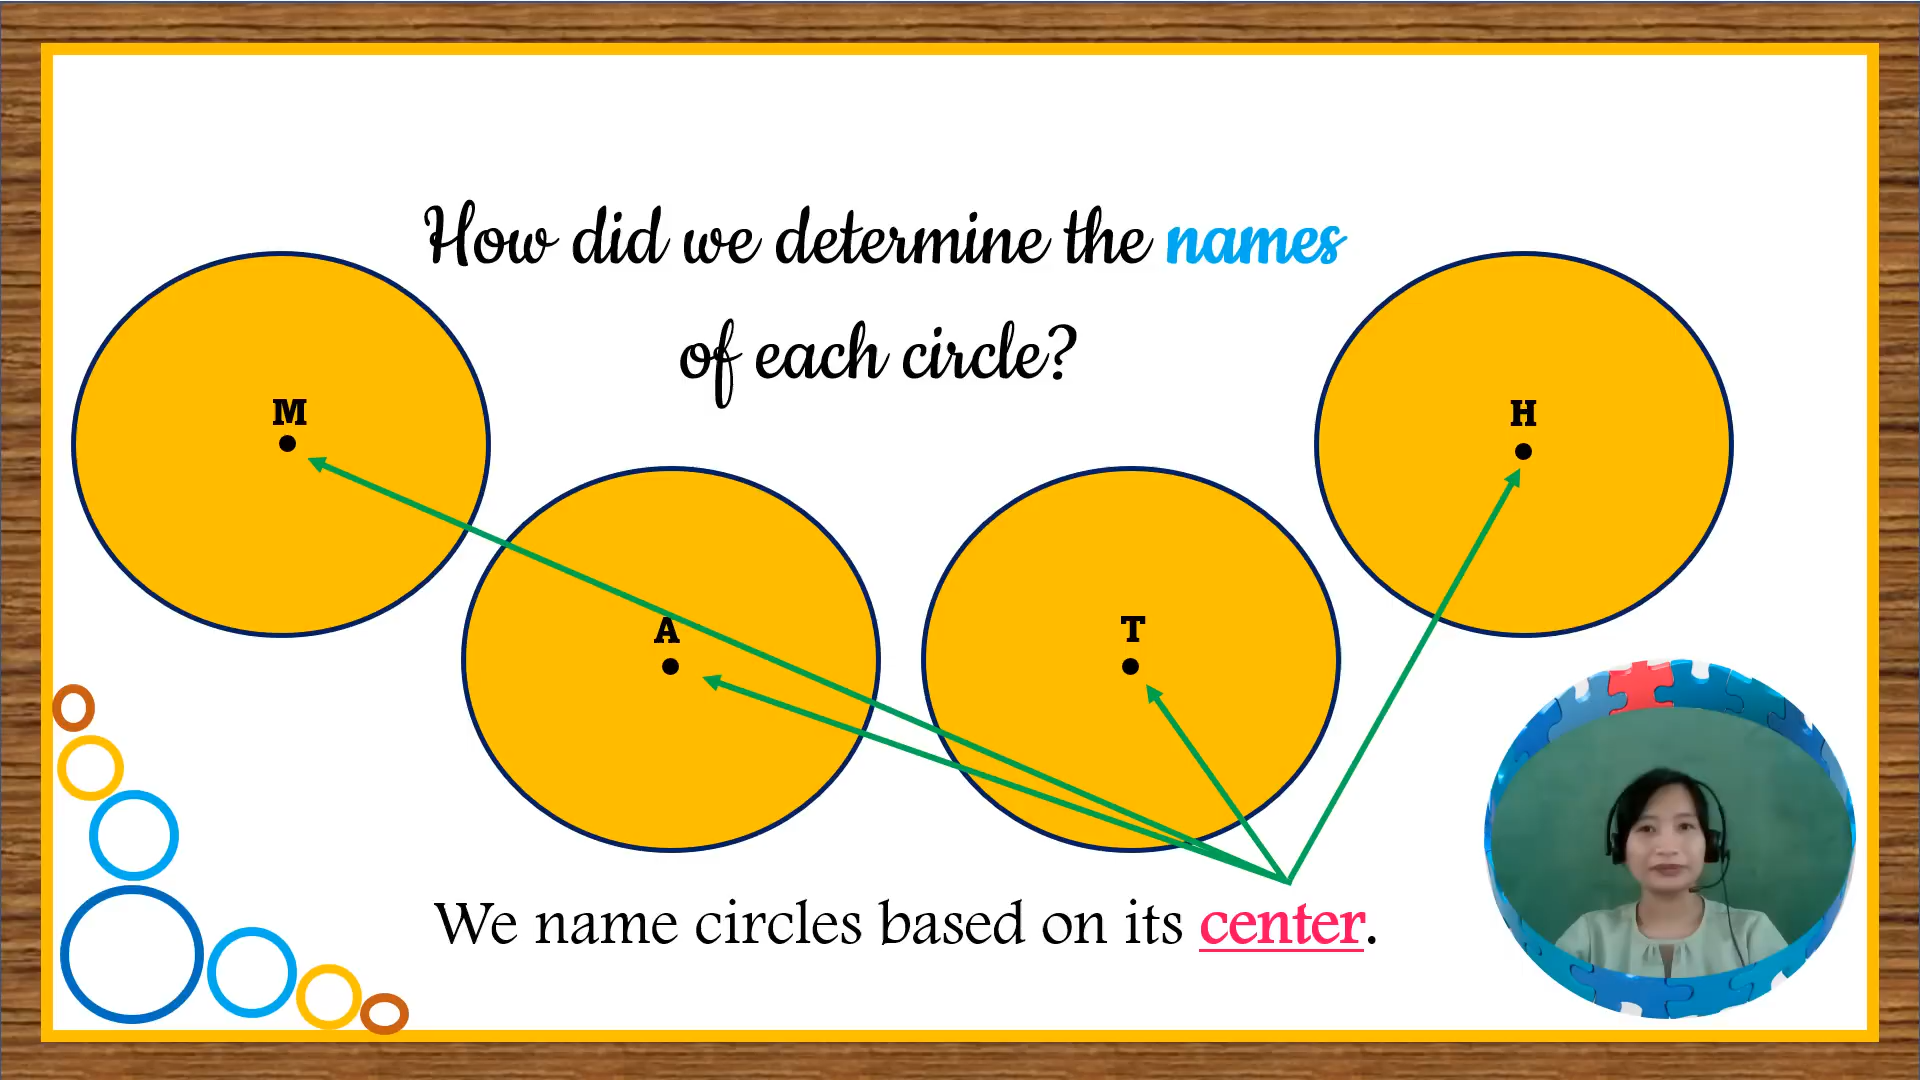 How did we determine the names
of each circle?
M
H
A
T
We name circles based on its center.